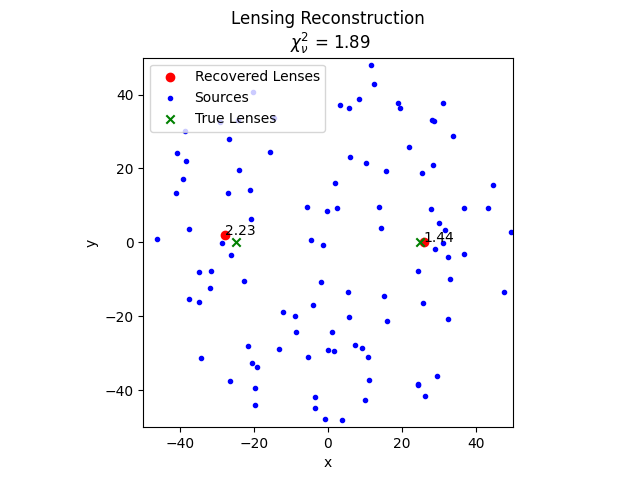 Lensing Reconstruction
χ²ᵥ = 1.89
Recovered Lenses
Sources
True Lenses
2.23
1.44
40
20
0
−20
−40
y
−40 −20 0 20 40
x